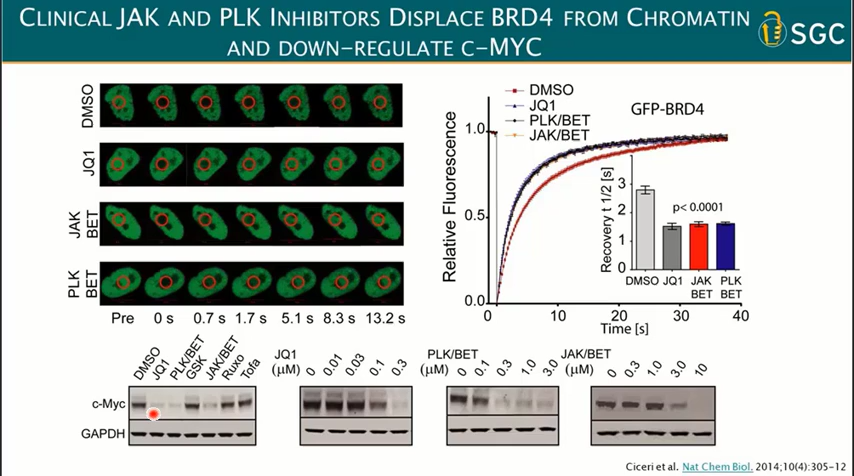 CLINICAL JAK AND PLK INHIBITORS DISPLACE BRD4 FROM CHROMATIN
AND DOWN-REGULATE C-MYC
SGC
DMSO
JQ1
JAK
BET
PLK
BET
Pre 0 s 0.7 s 1.7 s 5.1 s 8.3 s 13.2 s
DMSO
JQ1
PLK/BET
JAK/BET
GFP-BRD4
Relative Fluorescence
1.0
0.5
0.0
0 10 20 30 40
Time [s]
Recovery t 1/2 [s]
3
2
1
0
p< 0.0001
DMSO JQ1 JAK PLK
BET BET
DMSO JQ1 PLK/BET GSK JAK/BET Ruxo Tofa
c-Myc
GAPDH
JQ1
(μM) 0 0.01 0.03 0.1 0.3
PLK/BET
(μM) 0 0.1 0.3 1.0 3.0
JAK/BET
(μM) 0 0.3 1.0 3.0 10
Ciceri et al. Nat Chem Biol. 2014;10(4):305-12